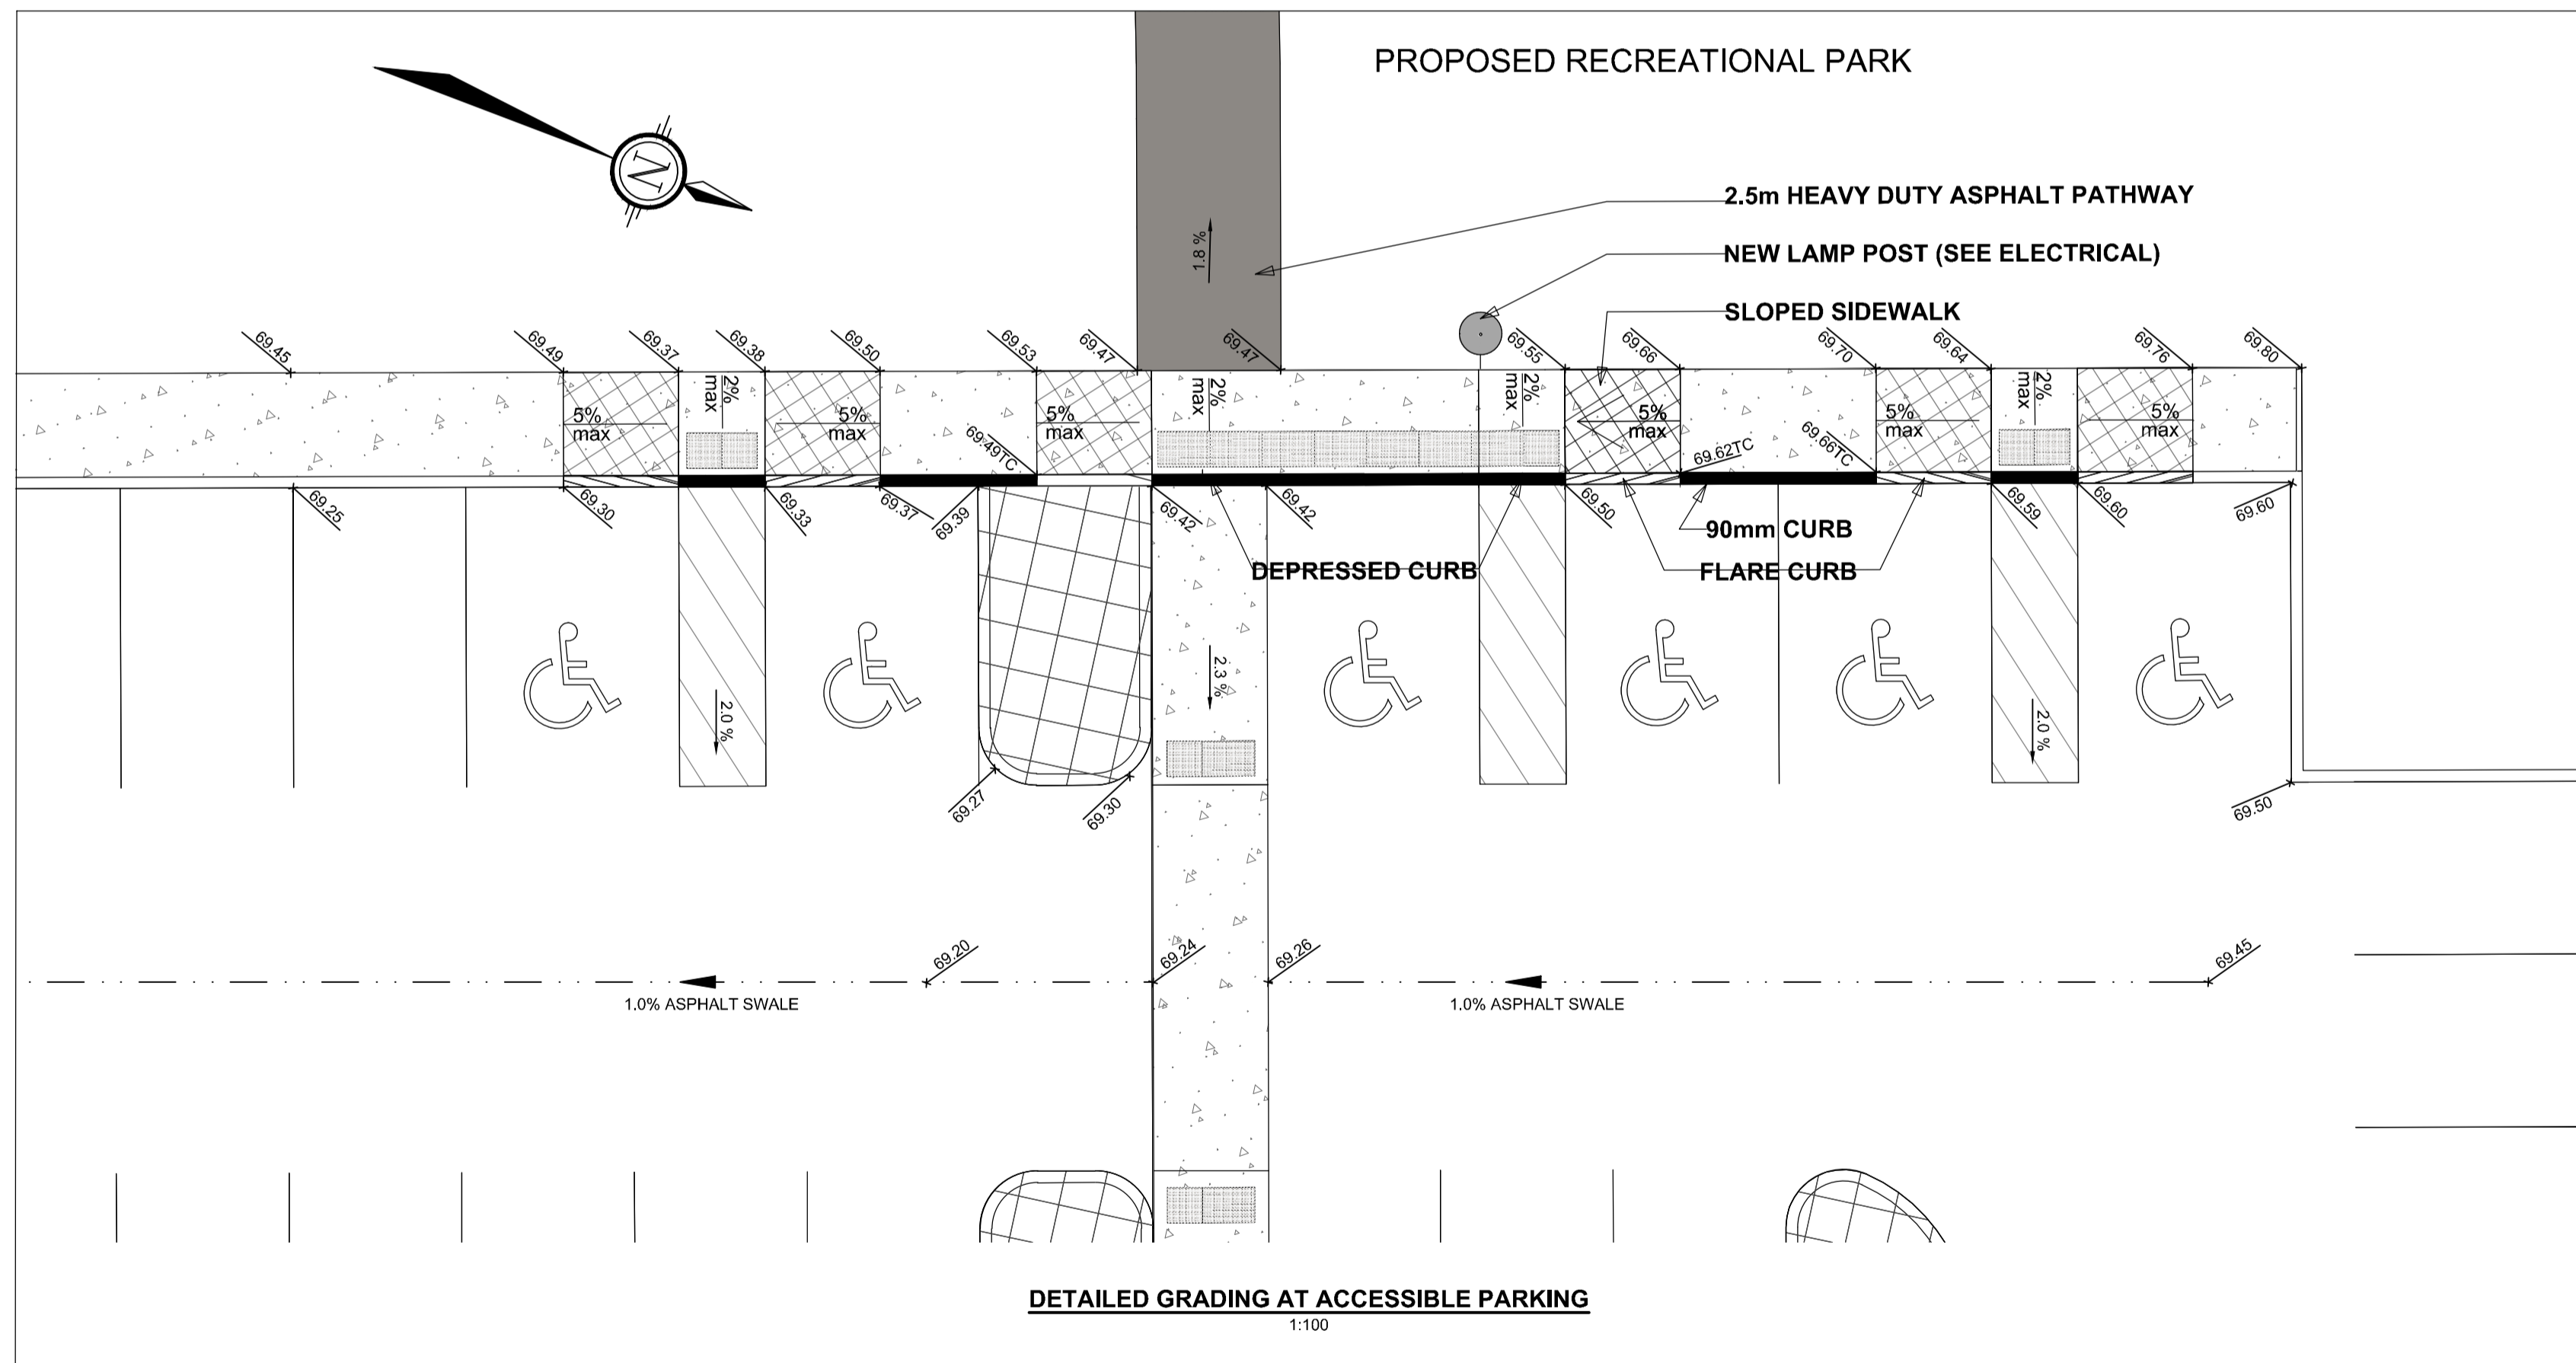 PROPOSED RECREATIONAL PARK
N
2.5m HEAVY DUTY ASPHALT PATHWAY
1.8 %
NEW LAMP POST (SEE ELECTRICAL)
SLOPED SIDEWALK
69.45
69.49
69.37
69.38
69.50
69.53
69.47
69.47
69.55
69.66
69.70
69.64
69.76
69.80
5%
max
2%
max
5%
max
69.49TC
5%
max
2%
max
2%
max
5%
max
69.62TC
69.66TC
5%
max
2%
max
5%
max
69.25
69.30
69.33
69.37
69.39
69.42
69.42
69.50
69.59
69.60
69.60
90mm CURB
DEPRESSED CURB
FLARE CURB
2.0 %
2.3 %
2.0 %
69.27
69.30
69.50
69.20
69.24
69.26
69.45
1.0% ASPHALT SWALE
1.0% ASPHALT SWALE
DETAILED GRADING AT ACCESSIBLE PARKING
1:100